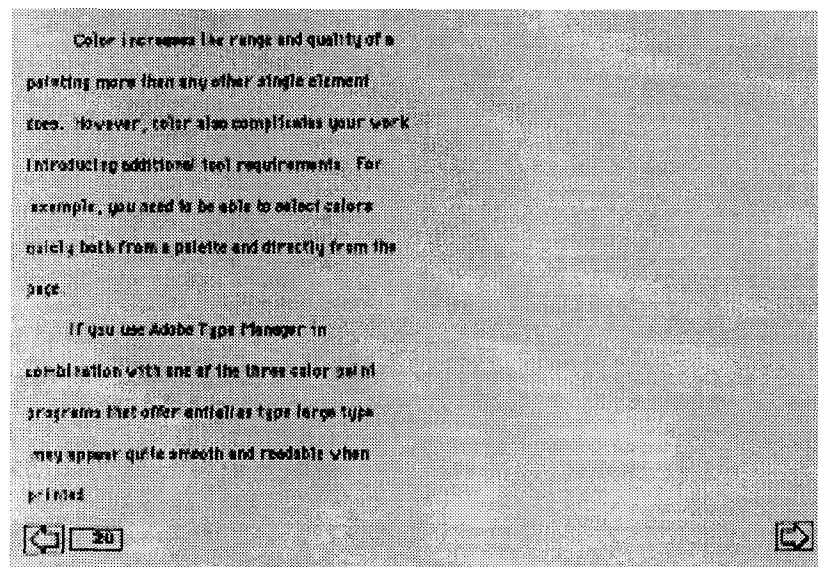 Color increases the range and quality of a
painting more than any other single element
does. However, color also complicates your work
introducing additional tool requirements. For
example, you need to be able to select colors
quickly both from a palette and directly from the
page.
If you use Adobe Type Manager in
combination with one of the three color paint
programs that offer antialias type large type
may appear quite smooth and readable when
printed
20